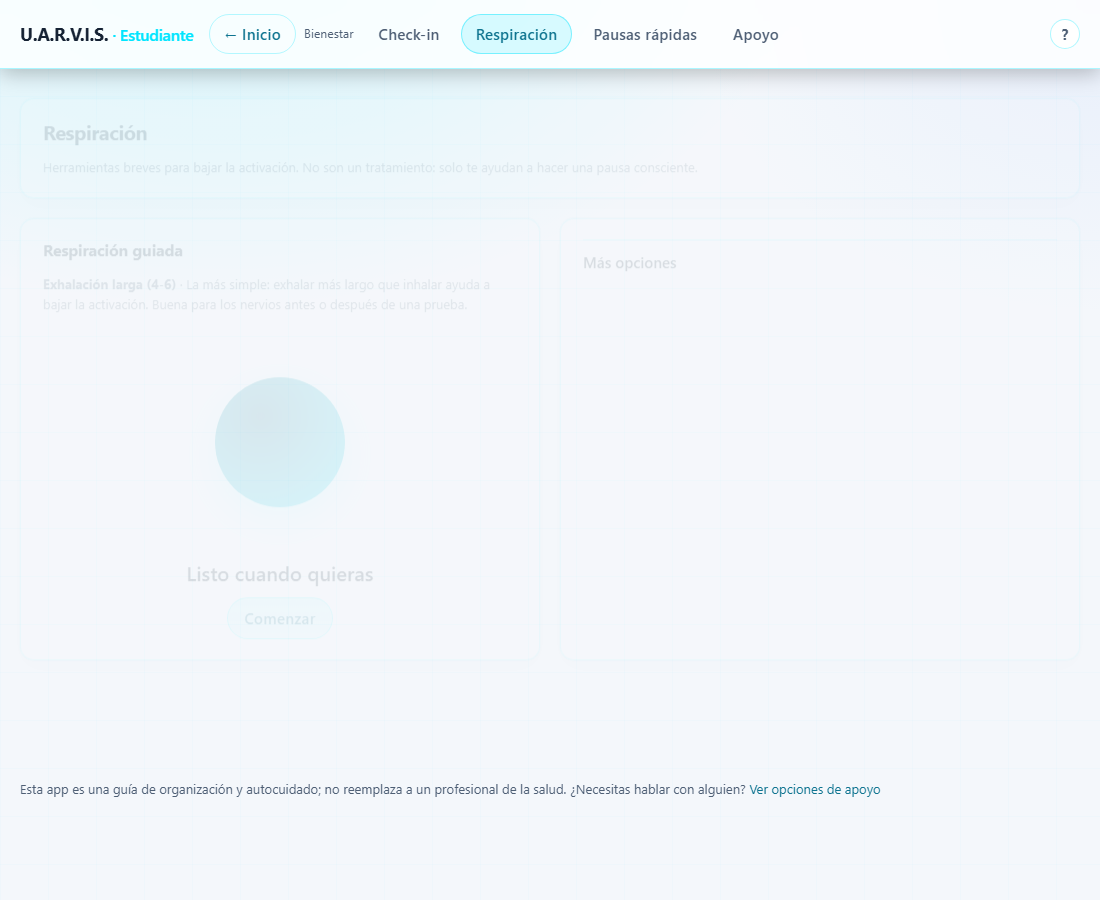 U.A.R.V.I.S. · Estudiante
← Inicio
Bienestar
Check-in
Respiración
Pausas rápidas
Apoyo
?
Respiración
Herramientas breves para bajar la activación. No son un tratamiento: solo te ayudan a hacer una pausa consciente.
Respiración guiada
Exhalación larga (4·6) · La más simple: exhalar más largo que inhalar ayuda a
bajar la activación. Buena para los nervios antes o después de una prueba.
Listo cuando quieras
Comenzar
Más opciones
Esta app es una guía de organización y autocuidado; no reemplaza a un profesional de la salud. ¿Necesitas hablar con alguien? Ver opciones de apoyo